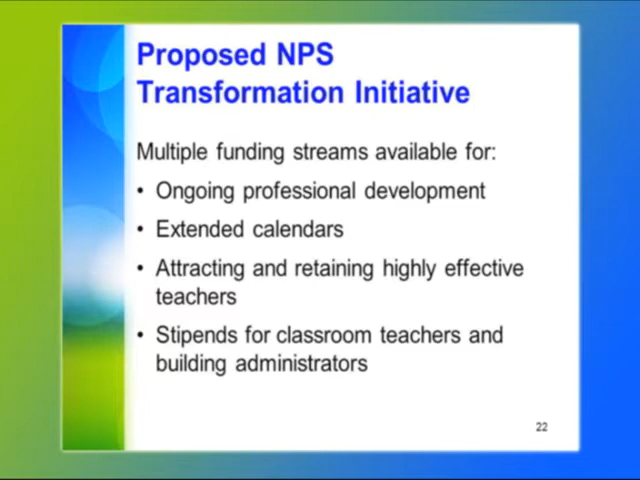 Proposed NPS
Transformation Initiative
Multiple funding streams available for:
• Ongoing professional development
• Extended calendars
• Attracting and retaining highly effective
teachers
• Stipends for classroom teachers and
building administrators
22